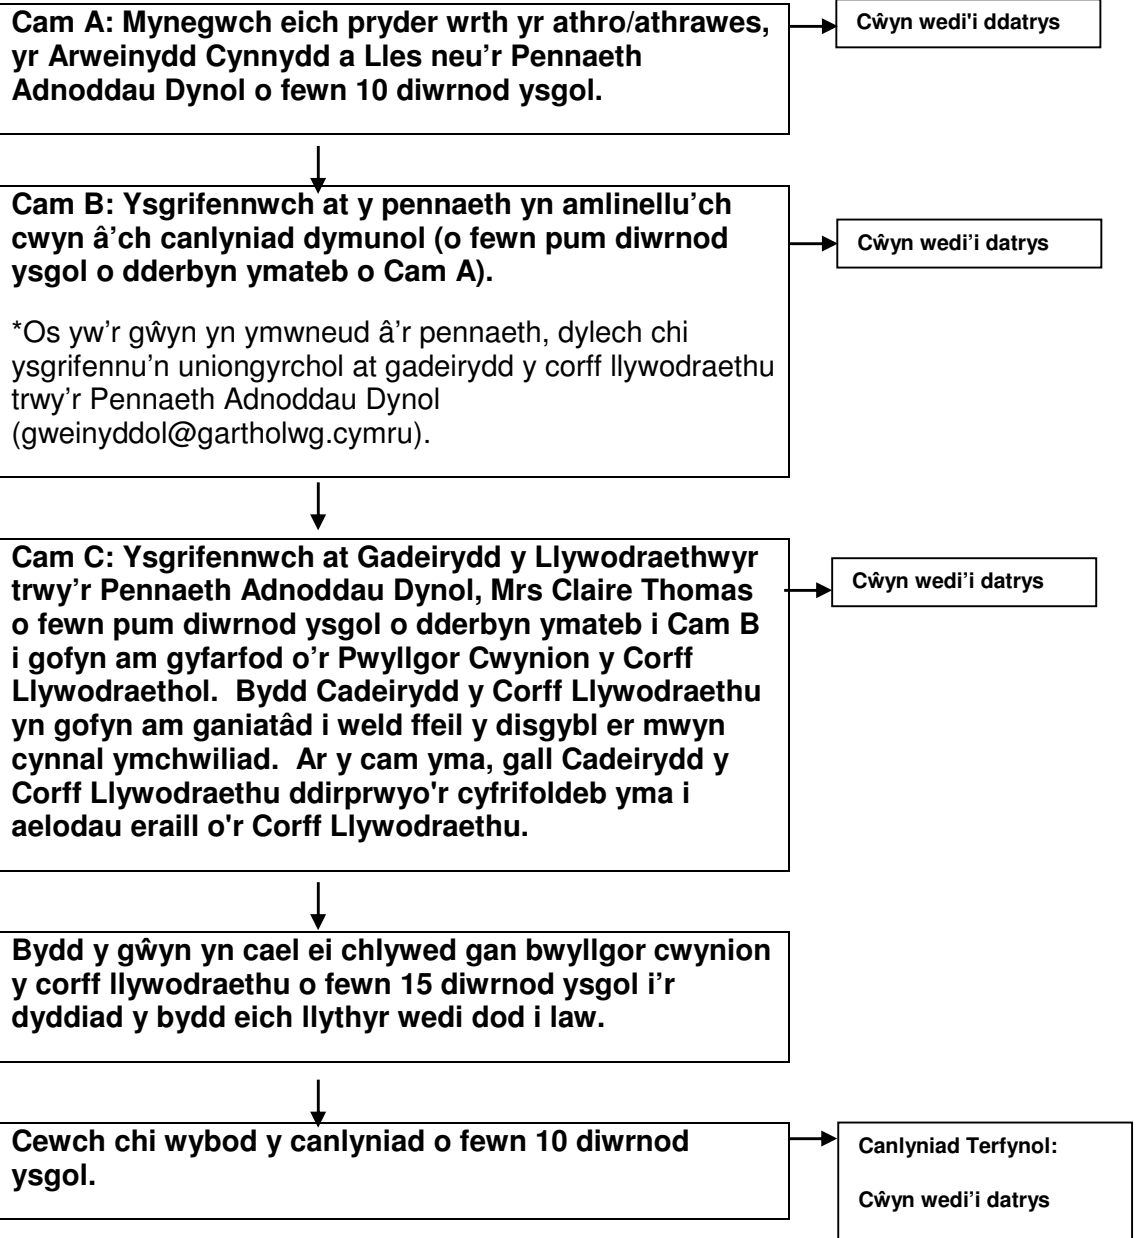 Cam A: Mynegwch eich pryder wrth yr athro/athrawes,
yr Arweinydd Cynnydd a Lles neu'r Pennaeth
Adnoddau Dynol o fewn 10 diwrnod ysgol.
Cŵyn wedi'i ddatrys
Cam B: Ysgrifennwch at y pennaeth yn amlinellu’ch
cwyn â’ch canlyniad dymunol (o fewn pum diwrnod
ysgol o dderbyn ymateb o Cam A).
*Os yw’r gŵyn yn ymwneud â’r pennaeth, dylech chi
ysgrifennu’n uniongyrchol at gadeirydd y corff llywodraethu
trwy’r Pennaeth Adnoddau Dynol
(gweinyddol@gartholwg.cymru).
Cŵyn wedi’i datrys
Cam C: Ysgrifennwch at Gadeirydd y Llywodraethwyr
trwy’r Pennaeth Adnoddau Dynol, Mrs Claire Thomas
o fewn pum diwrnod ysgol o dderbyn ymateb i Cam B
i gofyn am gyfarfod o’r Pwyllgor Cwynion y Corff
Llywodraethol.  Bydd Cadeirydd y Corff Llywodraethu
yn gofyn am ganiatâd i weld ffeil y disgybl er mwyn
cynnal ymchwiliad.  Ar y cam yma, gall Cadeirydd y
Corff Llywodraethu ddirprwyo'r cyfrifoldeb yma i
aelodau eraill o'r Corff Llywodraethu.
Cŵyn wedi’i datrys
Bydd y gŵyn yn cael ei chlywed gan bwyllgor cwynion
y corff llywodraethu o fewn 15 diwrnod ysgol i’r
dyddiad y bydd eich llythyr wedi dod i law.
Cewch chi wybod y canlyniad o fewn 10 diwrnod
ysgol.
Canlyniad Terfynol:
Cŵyn wedi’i datrys